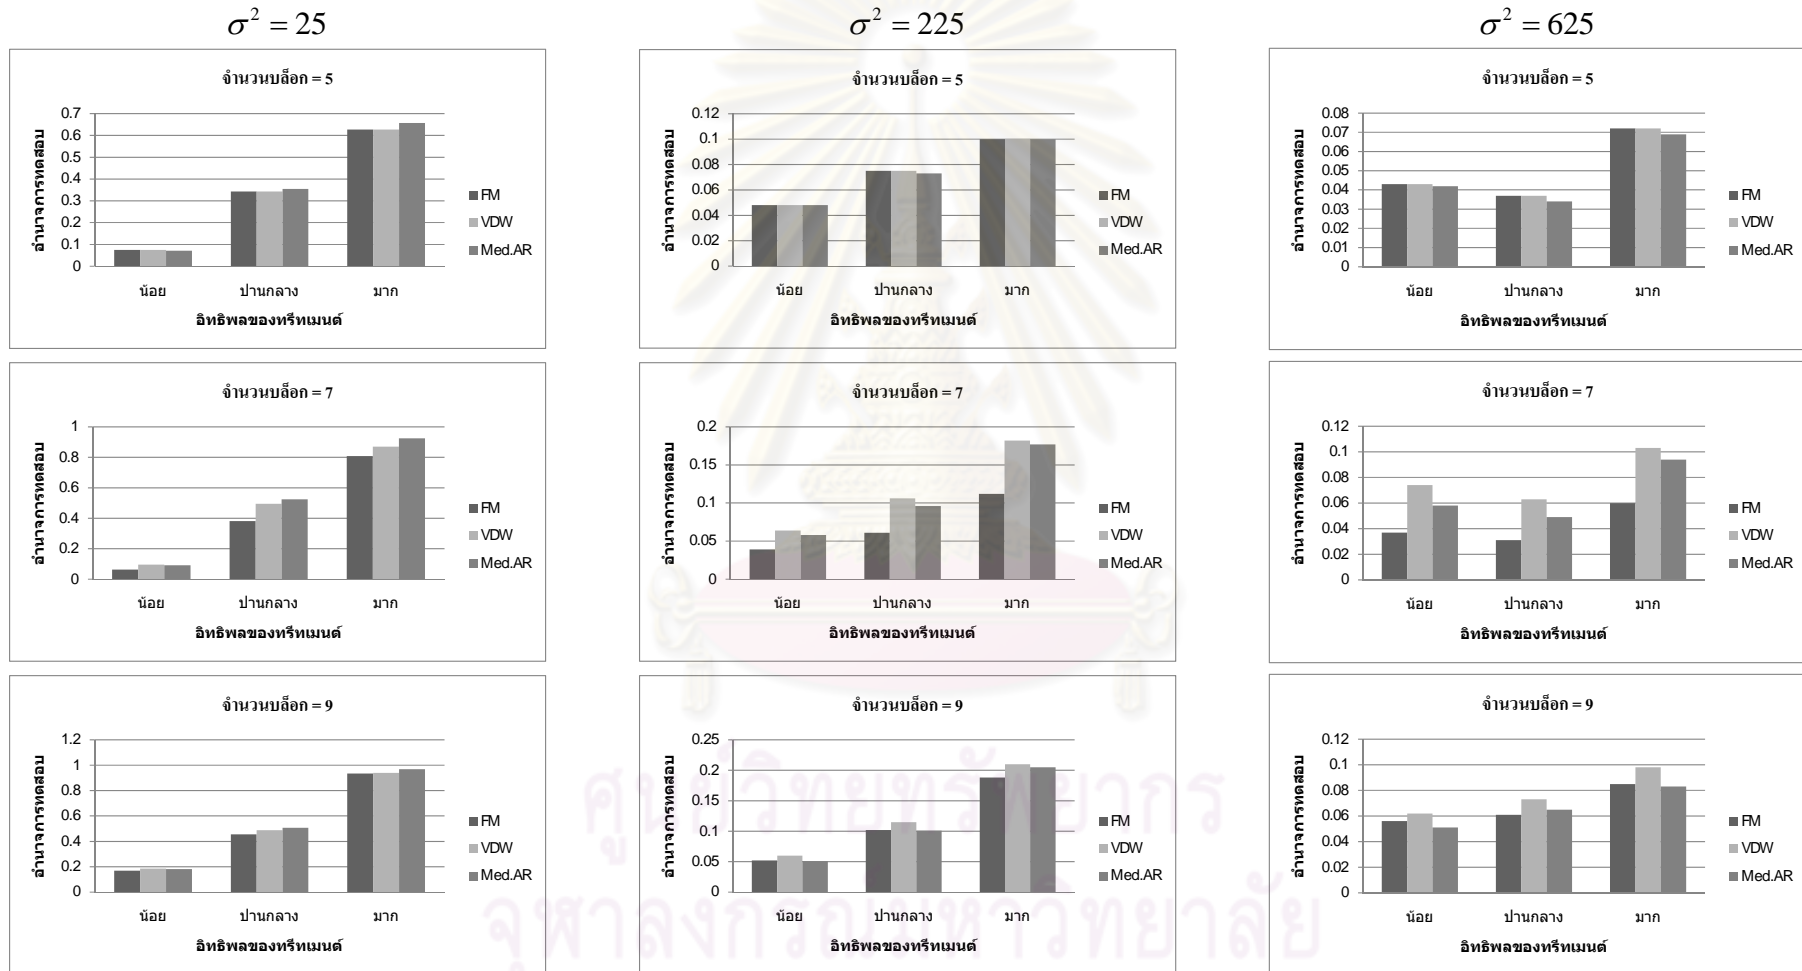 σ² = 25
σ² = 225
σ² = 625
จำนวนบล็อก = 5
อำนาจการทดสอบ
0.7
0.6
0.5
0.4
0.3
0.2
0.1
0
น้อย ปานกลาง มาก
อิทธิพลของทรีทเมนต์
FM
VDW
Med.AR
จำนวนบล็อก = 5
อำนาจการทดสอบ
0.12
0.1
0.08
0.06
0.04
0.02
0
น้อย ปานกลาง มาก
อิทธิพลของทรีทเมนต์
FM
VDW
Med.AR
จำนวนบล็อก = 5
อำนาจการทดสอบ
0.08
0.07
0.06
0.05
0.04
0.03
0.02
0.01
0
น้อย ปานกลาง มาก
อิทธิพลของทรีทเมนต์
FM
VDW
Med.AR
จำนวนบล็อก = 7
อำนาจการทดสอบ
1
0.8
0.6
0.4
0.2
0
น้อย ปานกลาง มาก
อิทธิพลของทรีทเมนต์
FM
VDW
Med.AR
จำนวนบล็อก = 7
อำนาจการทดสอบ
0.2
0.15
0.1
0.05
0
น้อย ปานกลาง มาก
อิทธิพลของทรีทเมนต์
FM
VDW
Med.AR
จำนวนบล็อก = 7
อำนาจการทดสอบ
0.12
0.1
0.08
0.06
0.04
0.02
0
น้อย ปานกลาง มาก
อิทธิพลของทรีทเมนต์
FM
VDW
Med.AR
จำนวนบล็อก = 9
อำนาจการทดสอบ
1.2
1
0.8
0.6
0.4
0.2
0
น้อย ปานกลาง มาก
อิทธิพลของทรีทเมนต์
FM
VDW
Med.AR
จำนวนบล็อก = 9
อำนาจการทดสอบ
0.25
0.2
0.15
0.1
0.05
0
น้อย ปานกลาง มาก
อิทธิพลของทรีทเมนต์
FM
VDW
Med.AR
จำนวนบล็อก = 9
อำนาจการทดสอบ
0.12
0.1
0.08
0.06
0.04
0.02
0
น้อย ปานกลาง มาก
อิทธิพลของทรีทเมนต์
FM
VDW
Med.AR
ศูนย์วิทยทรัพยากร
จุฬาลงกรณ์มหาวิทยาลัย